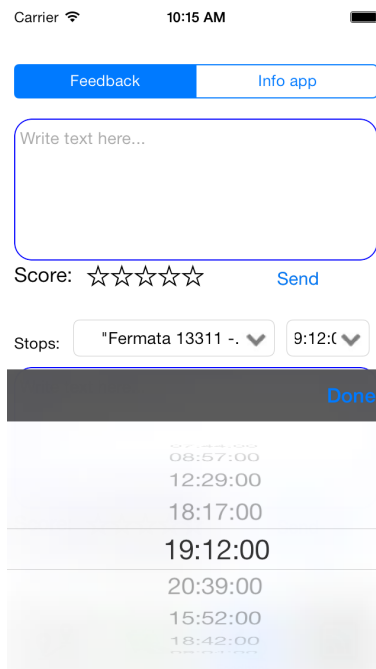 Carrier 10:15 AM
Feedback Info app
Write text here...
Score: Send
Stops: "Fermata 13311 -. 9:12:(
Done
08:57:00
12:29:00
18:17:00
19:12:00
20:39:00
15:52:00
18:42:00